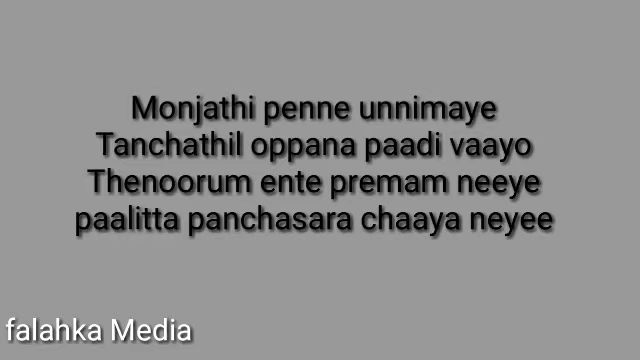 Monjathi penne unnimaye
Tanchathil oppana paadi vaayo
Thenoorum ente premam neeye
paalitta panchasara chaaya neyee
falahka Media